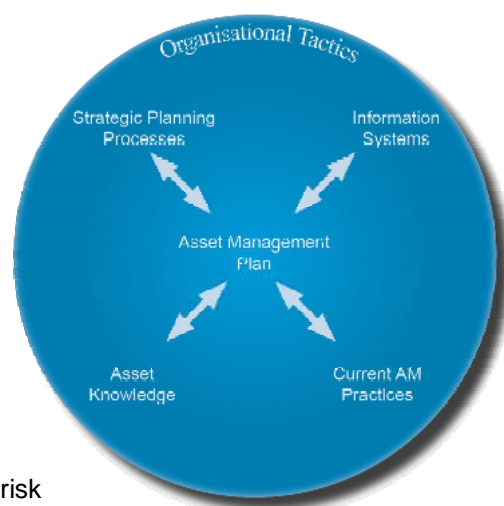 Organisational Tactics
Strategic Planning
Processes
Information
Systems
Asset Management
Plan
Asset
Knowledge
Current AM
Practices
risk